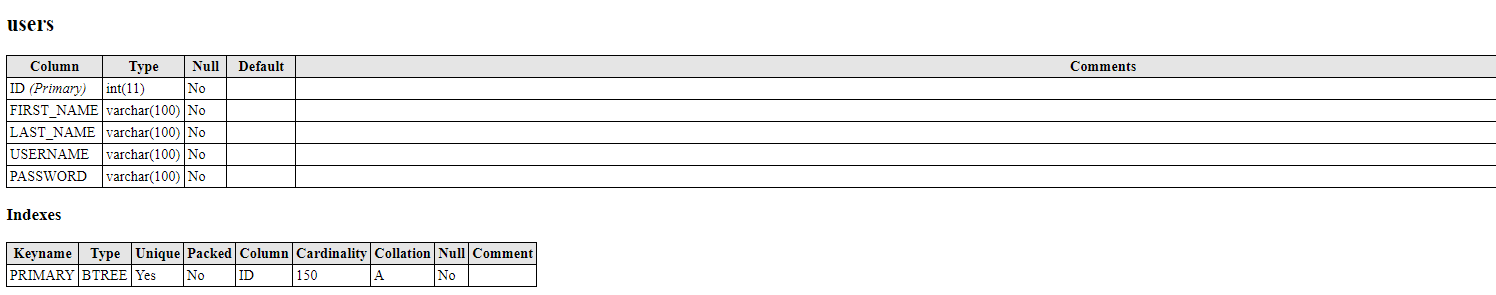 users
Column Type Null Default Comments
ID (Primary) int(11) No
FIRST_NAME varchar(100) No
LAST_NAME varchar(100) No
USERNAME varchar(100) No
PASSWORD varchar(100) No
Indexes
Keyname Type Unique Packed Column Cardinality Collation Null Comment
PRIMARY BTREE Yes No ID 150 A No